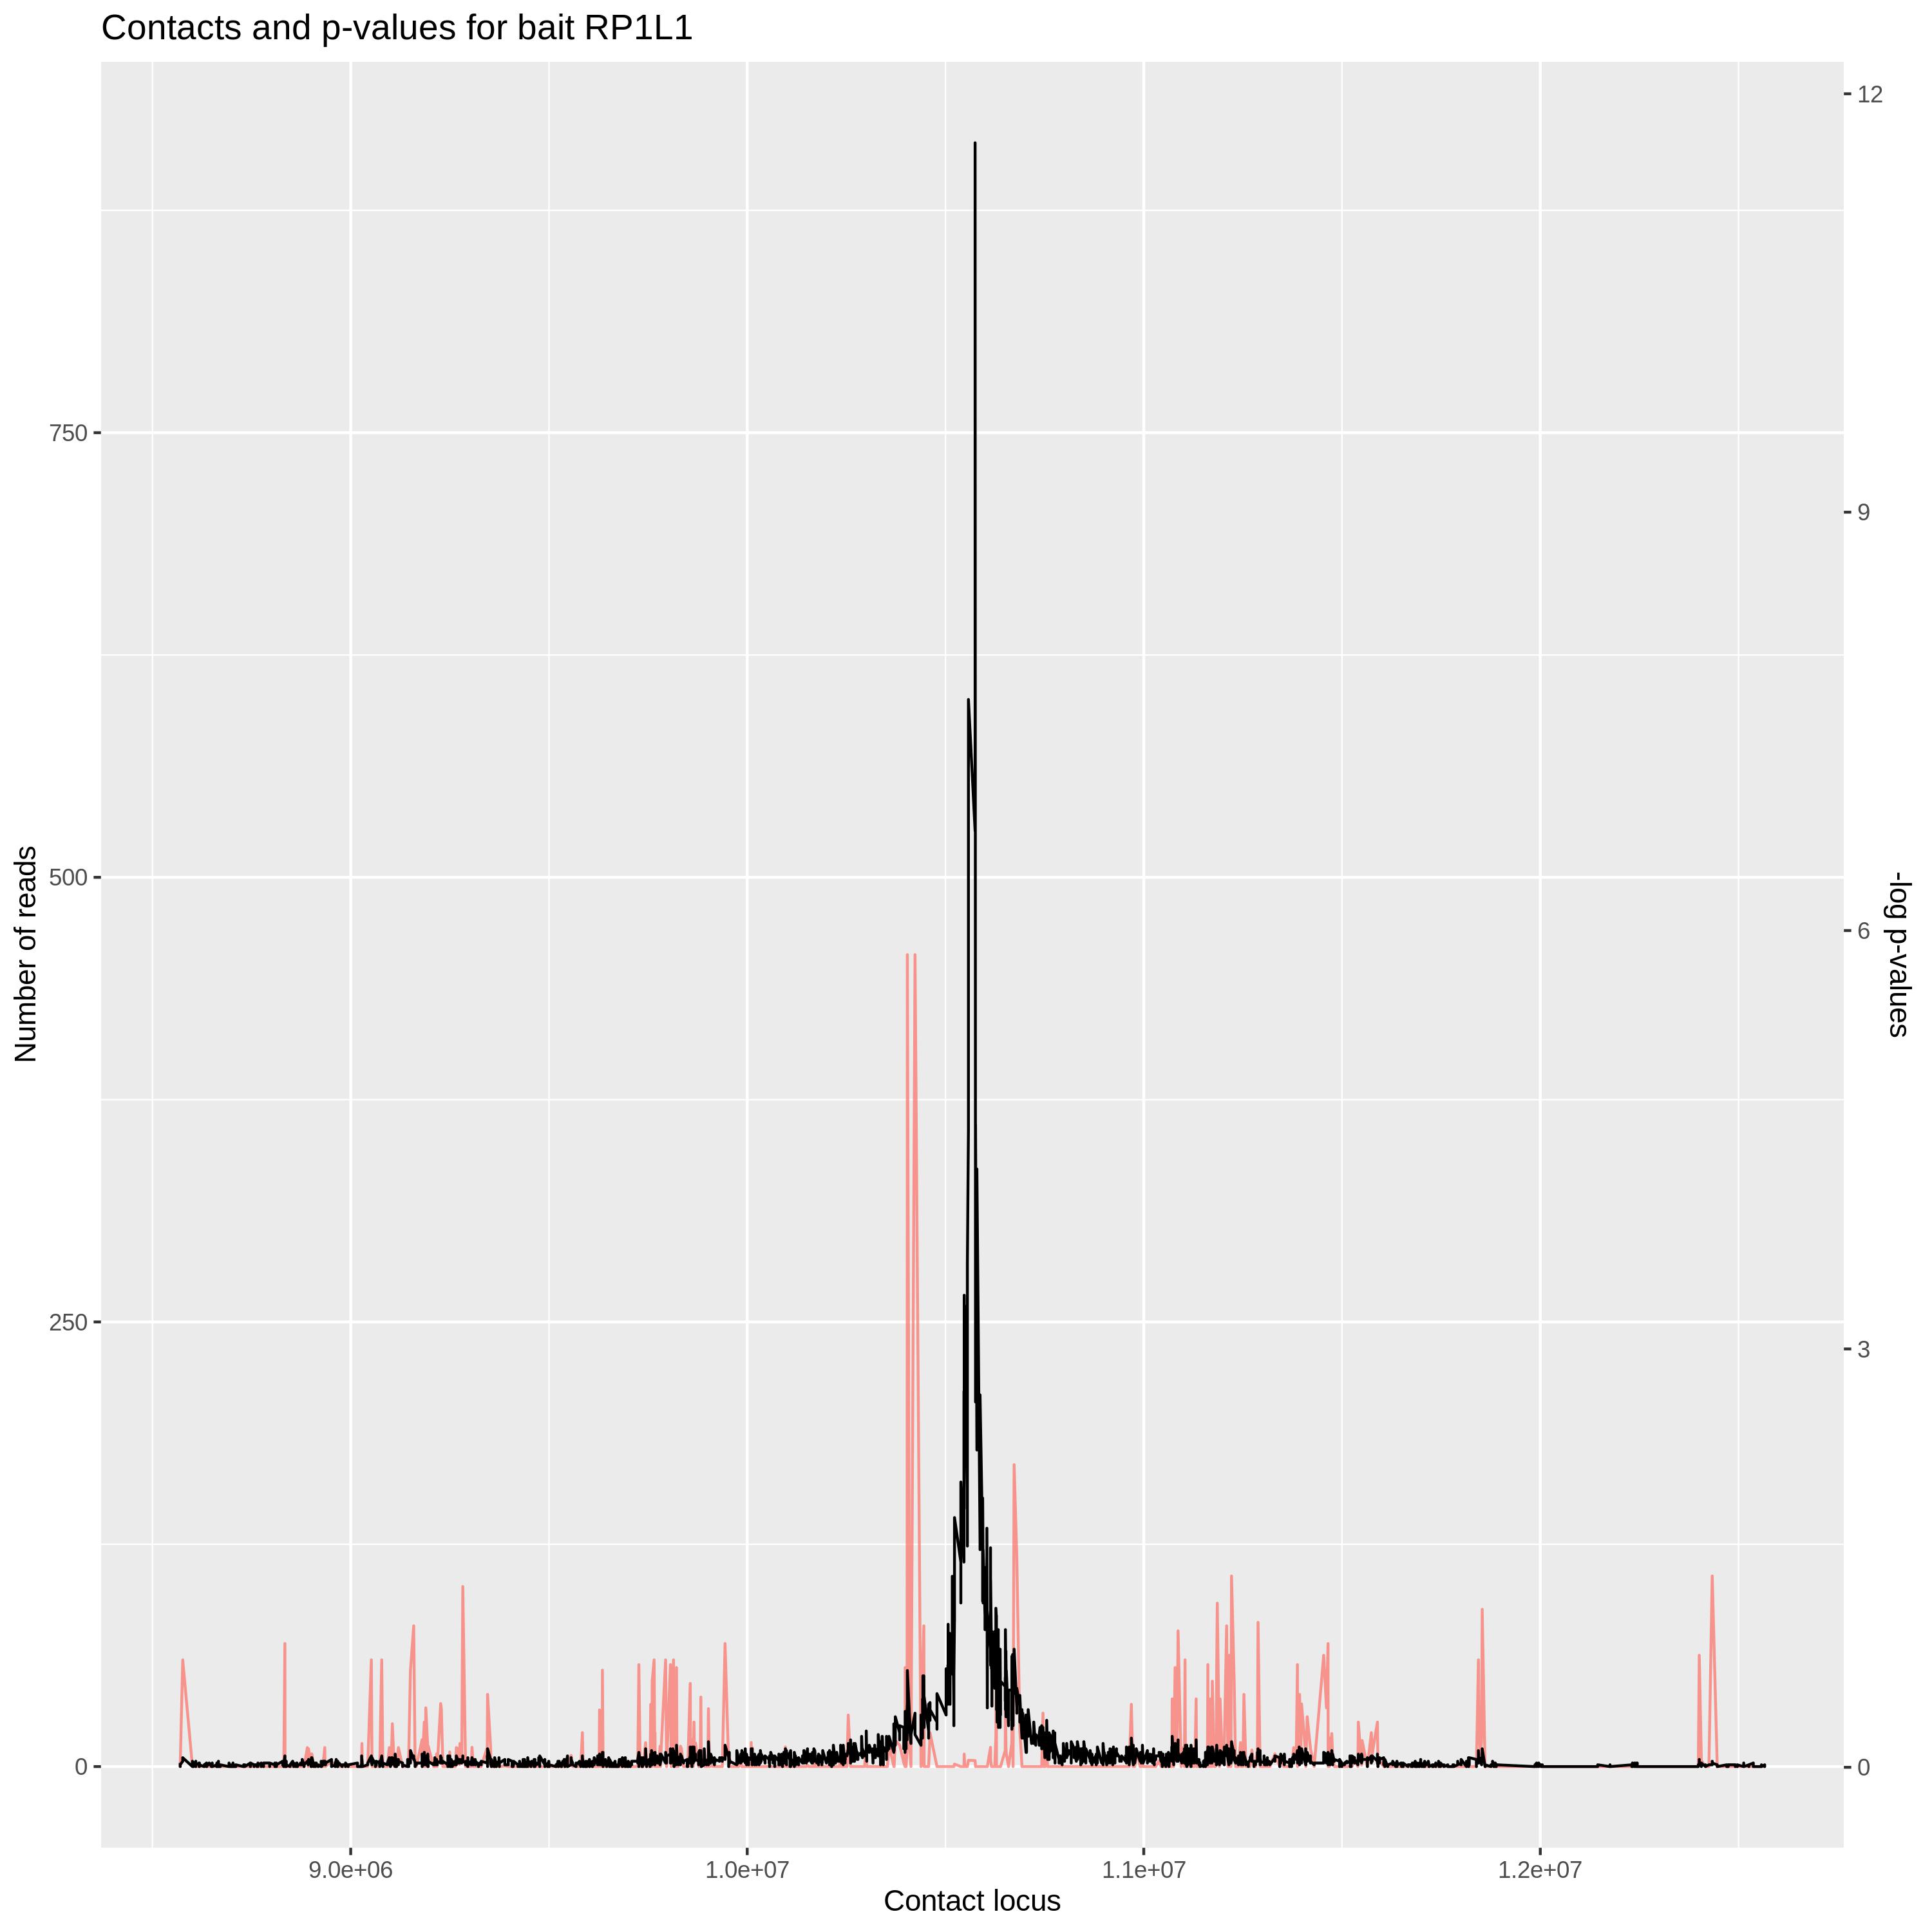 Contacts and p-values for bait RP1L1
12
9
6
3
0
750
500
250
0
Number of reads
-log p-values
9.0e+06
1.0e+07
1.1e+07
1.2e+07
Contact locus